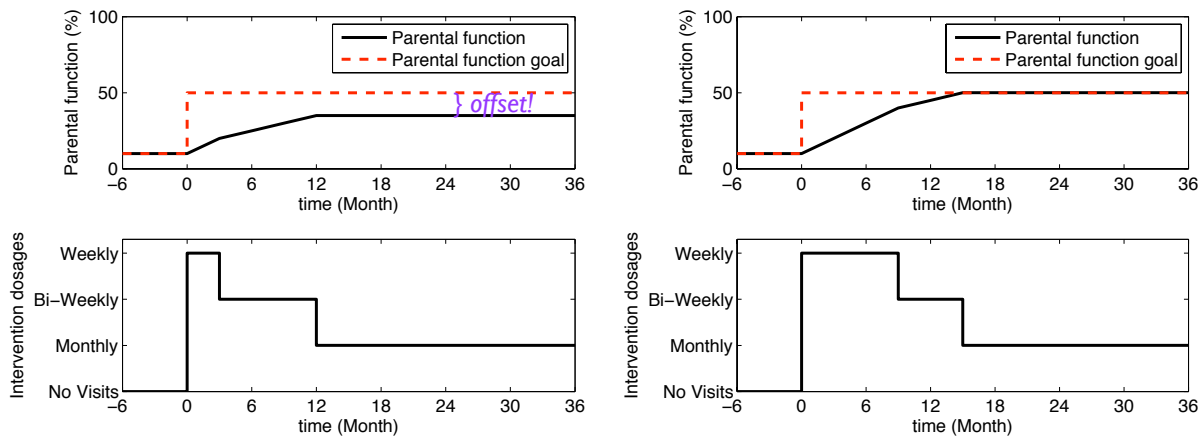 Parental function (%)
100
50
0
Parental function
Parental function goal
} offset!
−6 0 6 12 18 24 30 36
time (Month)
Parental function (%)
100
50
0
Parental function
Parental function goal
−6 0 6 12 18 24 30 36
time (Month)
Intervention dosages
Weekly
Bi−Weekly
Monthly
No Visits
−6 0 6 12 18 24 30 36
time (Month)
Intervention dosages
Weekly
Bi−Weekly
Monthly
No Visits
−6 0 6 12 18 24 30 36
time (Month)